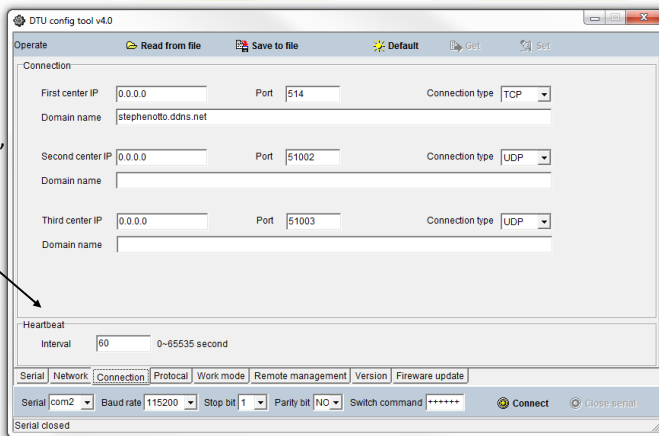 DTU config tool v4.0
Operate Read from file Save to file Default Get Set
Connection
First center IP 0.0.0.0 Port 514 Connection type TCP
Domain name stephenotto.ddns.net
Second center IP 0.0.0.0 Port 51002 Connection type UDP
Domain name
Third center IP 0.0.0.0 Port 51003 Connection type UDP
Domain name
Heartbeat
Interval 60 0~65535 second
Serial Network Connection Protocal Work mode Remote management Version Fireware update
Serial com2 Baud rate 115200 Stop bit 1 Parity bit NO Switch command ++++++ Connect Close serial
Serial closed